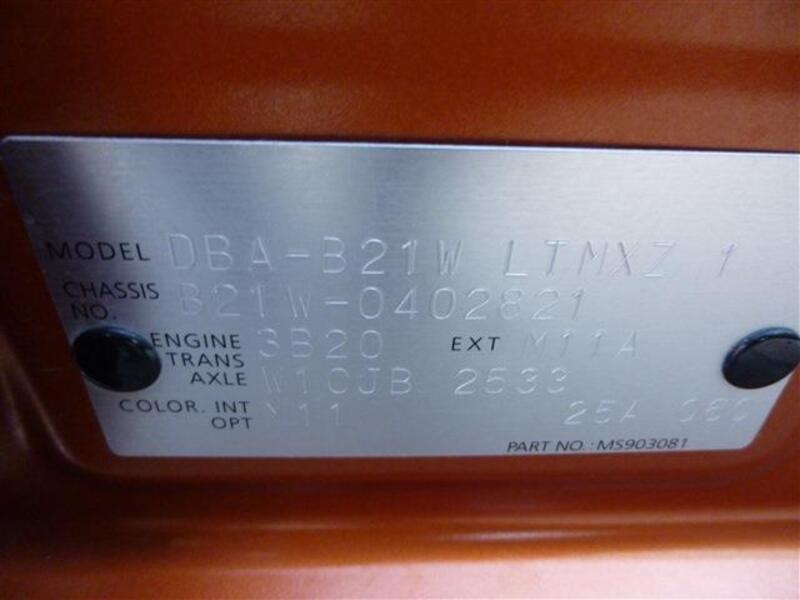 MODEL DBA-B21W LTMXZ 1
CHASSIS NO. B21W-0402821
ENGINE 3B20 EXT M11A
TRANS AXLE W1CJB 2533
COLOR. INT 11
OPT 25A
PART NO.: MS903081